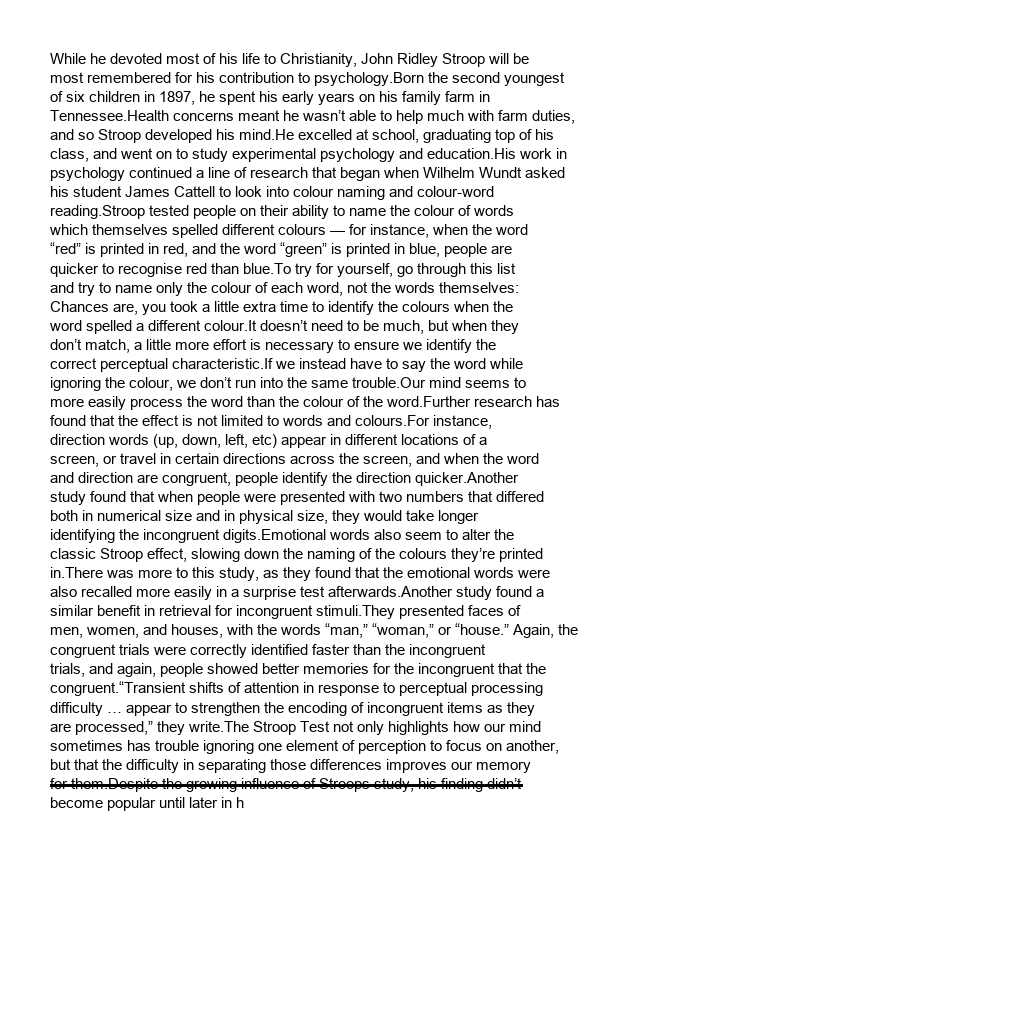 While he devoted most of his life to Christianity, John Ridley Stroop will be
most remembered for his contribution to psychology.Born the second youngest
of six children in 1897, he spent his early years on his family farm in
Tennessee.Health concerns meant he wasn’t able to help much with farm duties,
and so Stroop developed his mind.He excelled at school, graduating top of his
class, and went on to study experimental psychology and education.His work in
psychology continued a line of research that began when Wilhelm Wundt asked
his student James Cattell to look into colour naming and colour-word
reading.Stroop tested people on their ability to name the colour of words
which themselves spelled different colours — for instance, when the word
“red” is printed in red, and the word “green” is printed in blue, people are
quicker to recognise red than blue.To try for yourself, go through this list
and try to name only the colour of each word, not the words themselves:
Chances are, you took a little extra time to identify the colours when the
word spelled a different colour.It doesn’t need to be much, but when they
don’t match, a little more effort is necessary to ensure we identify the
correct perceptual characteristic.If we instead have to say the word while
ignoring the colour, we don’t run into the same trouble.Our mind seems to
more easily process the word than the colour of the word.Further research has
found that the effect is not limited to words and colours.For instance,
direction words (up, down, left, etc) appear in different locations of a
screen, or travel in certain directions across the screen, and when the word
and direction are congruent, people identify the direction quicker.Another
study found that when people were presented with two numbers that differed
both in numerical size and in physical size, they would take longer
identifying the incongruent digits.Emotional words also seem to alter the
classic Stroop effect, slowing down the naming of the colours they’re printed
in.There was more to this study, as they found that the emotional words were
also recalled more easily in a surprise test afterwards.Another study found a
similar benefit in retrieval for incongruent stimuli.They presented faces of
men, women, and houses, with the words “man,” “woman,” or “house.” Again, the
congruent trials were correctly identified faster than the incongruent
trials, and again, people showed better memories for the incongruent that the
congruent.“Transient shifts of attention in response to perceptual processing
difficulty … appear to strengthen the encoding of incongruent items as they
are processed,” they write.The Stroop Test not only highlights how our mind
sometimes has trouble ignoring one element of perception to focus on another,
but that the difficulty in separating those differences improves our memory
for them.Despite the growing influence of Stroops study, his finding didn’t
become popular until later in h